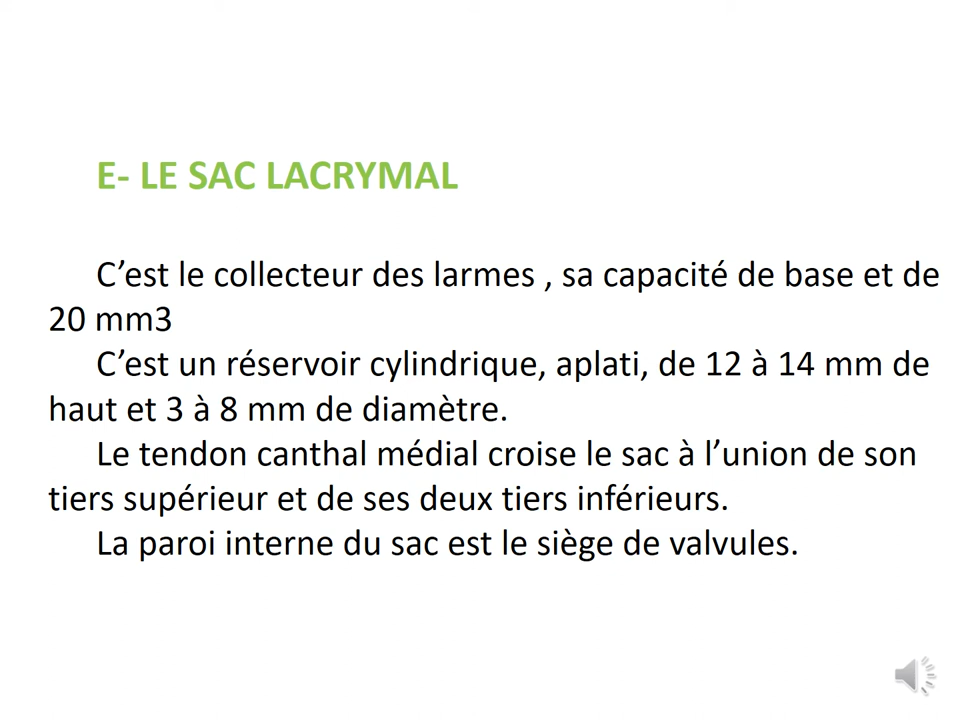 E- LE SAC LACRYMAL
C’est le collecteur des larmes , sa capacité de base et de
20 mm3
C’est un réservoir cylindrique, aplati, de 12 à 14 mm de
haut et 3 à 8 mm de diamètre.
Le tendon canthal médial croise le sac à l’union de son
tiers supérieur et de ses deux tiers inférieurs.
La paroi interne du sac est le siège de valvules.